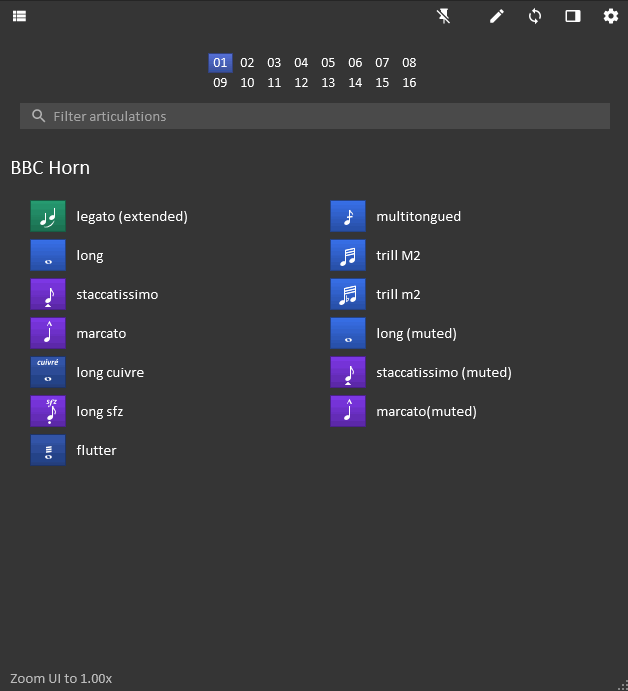 01 02 03 04 05 06 07 08
09 10 11 12 13 14 15 16
Filter articulations
BBC Horn
legato (extended)
long
staccatissimo
marcato
cuivré
long cuivre
sfz
long sfz
flutter
multitongued
trill M2
trill m2
long (muted)
staccatissimo (muted)
marcato(muted)
Zoom UI to 1.00x